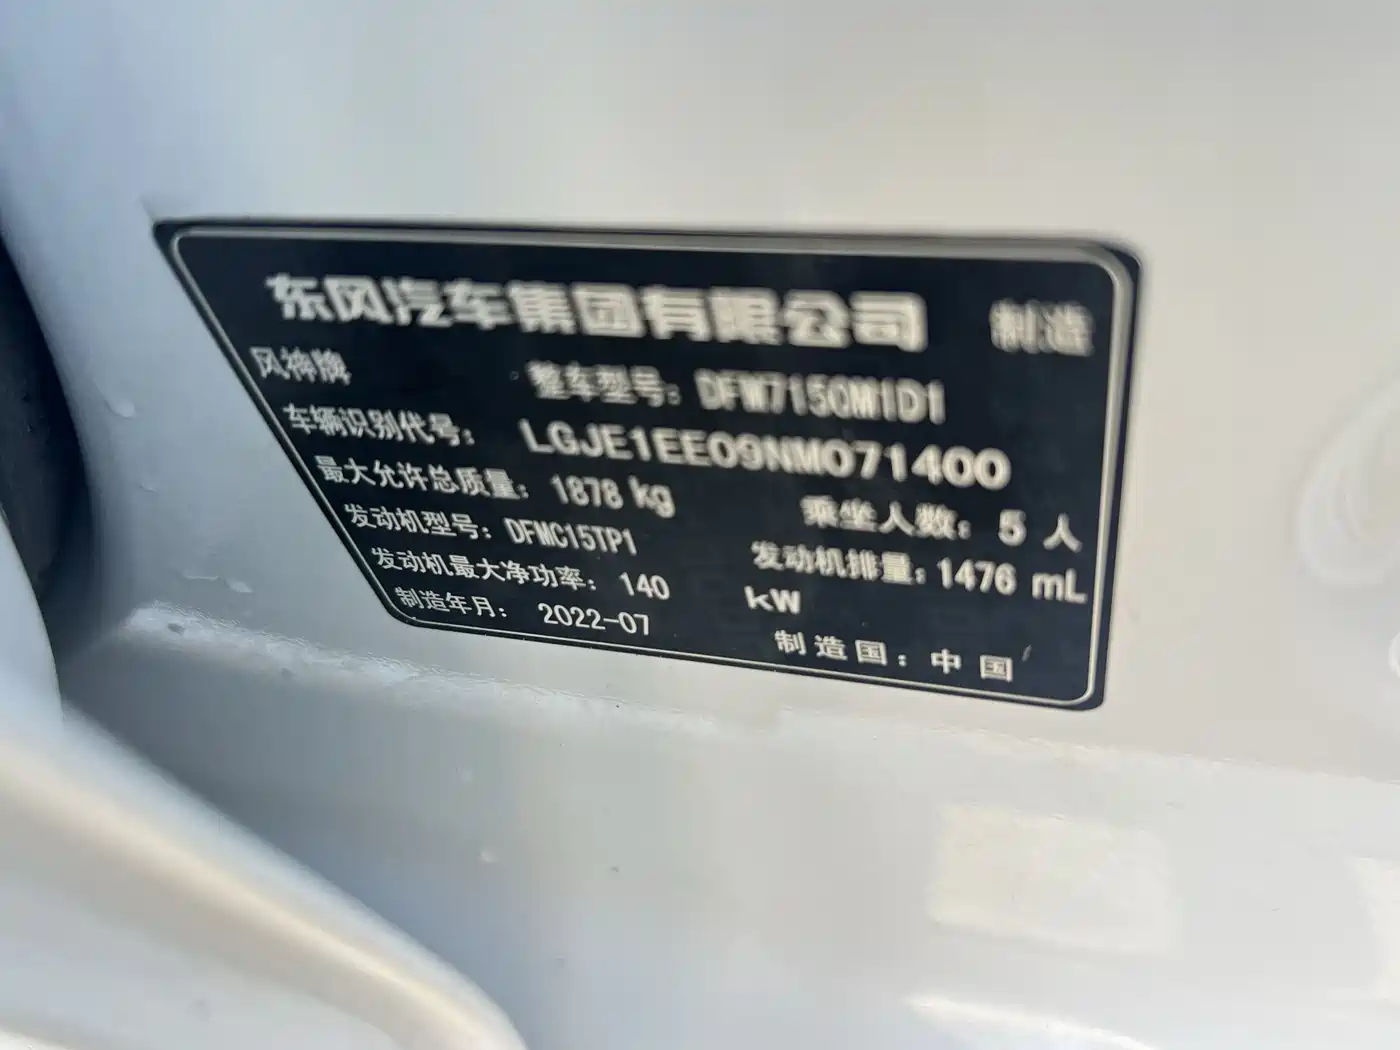 东风汽车集团有限公司 制造
风神牌 整车型号：DFM7150M1D1
车辆识别代号：LGJE1EE09NM071400
最大允许总质量：1878 kg 乘坐人数：5 人
发动机型号：DFMC15TP1 发动机排量：1476 mL
发动机最大净功率：140 kW
制造年月：2022-07 制造国：中国